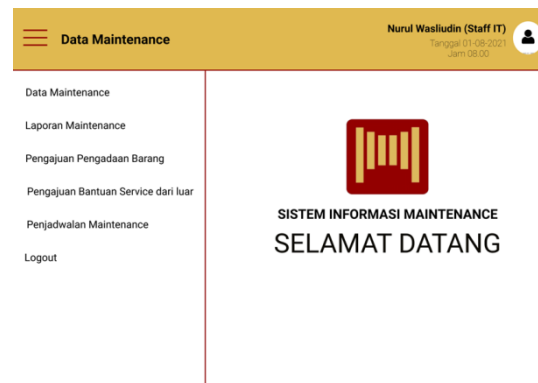 Data Maintenance
Nurul Wasliudin (Staff IT)
Tanggal 01-08-2021
Jam 08.00
Data Maintenance
Laporan Maintenance
Pengajuan Pengadaan Barang
Pengajuan Bantuan Service dari luar
Penjadwalan Maintenance
Logout
SISTEM INFORMASI MAINTENANCE
SELAMAT DATANG